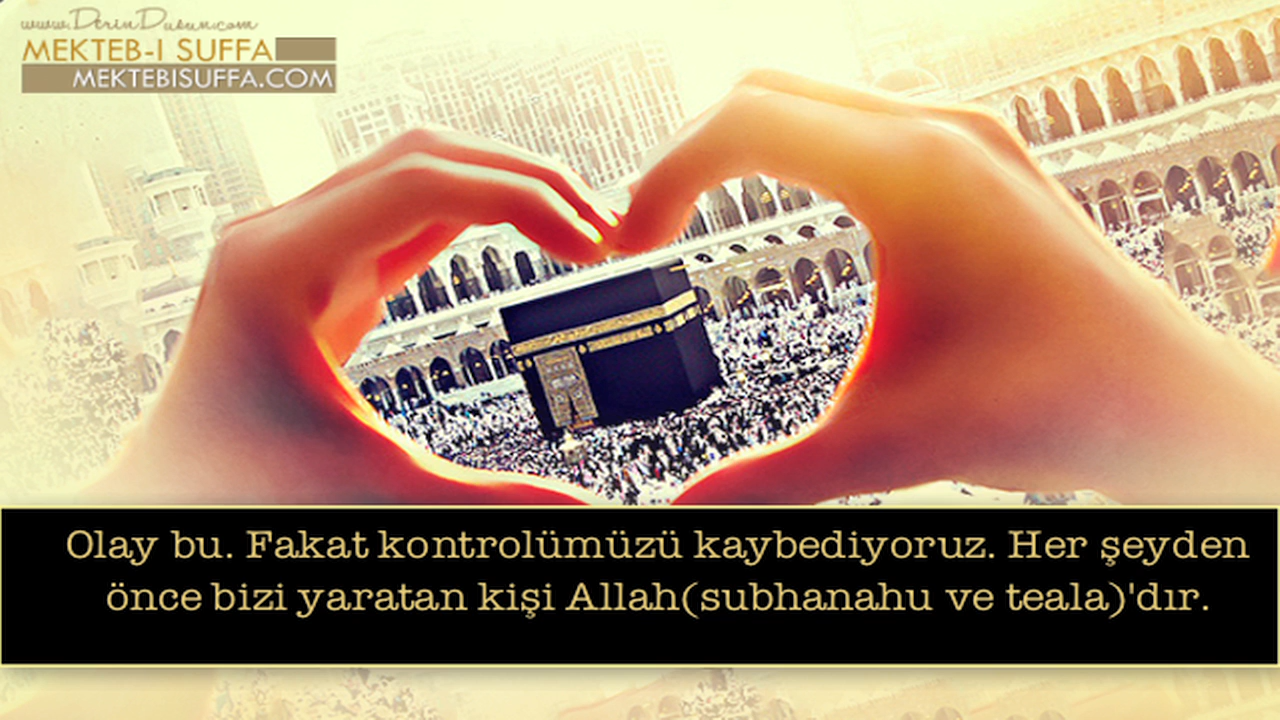 www.DerinDusun.com
MEKTEB-I SUFFA
MEKTEBISUFFA.COM
Olay bu. Fakat kontrolümüzü kaybediyoruz. Her şeyden
önce bizi yaratan kişi Allah(subhanahu ve teala)'dır.